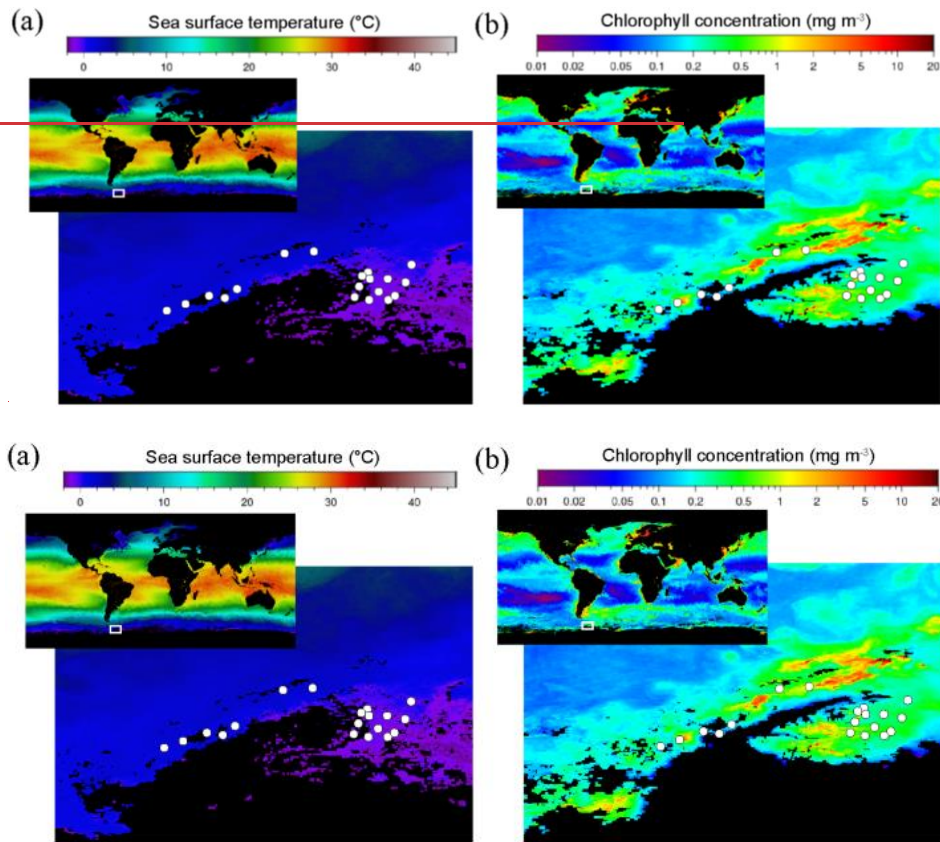 (a)
Sea surface temperature (°C)
0 10 20 30 40
(b)
Chlorophyll concentration (mg m⁻³)
0.01 0.02 0.05 0.1 0.2 0.5 1 2 5 10 20
(a)
Sea surface temperature (°C)
0 10 20 30 40
(b)
Chlorophyll concentration (mg m⁻³)
0.01 0.02 0.05 0.1 0.2 0.5 1 2 5 10 20